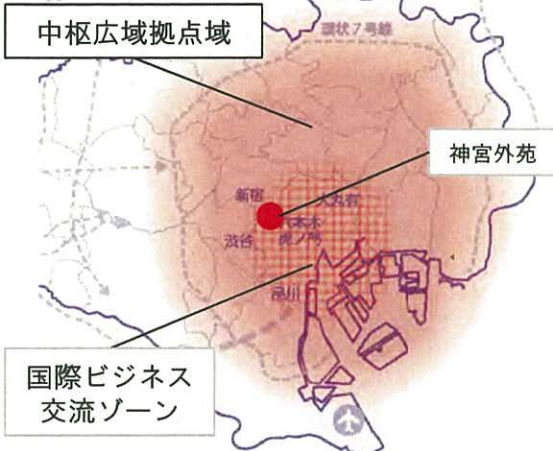 中枢広域拠点域
環状7号線
神宮外苑
新宿
大丸有
六本木
虎ノ門
渋谷
品川
国際ビジネス
交流ゾーン